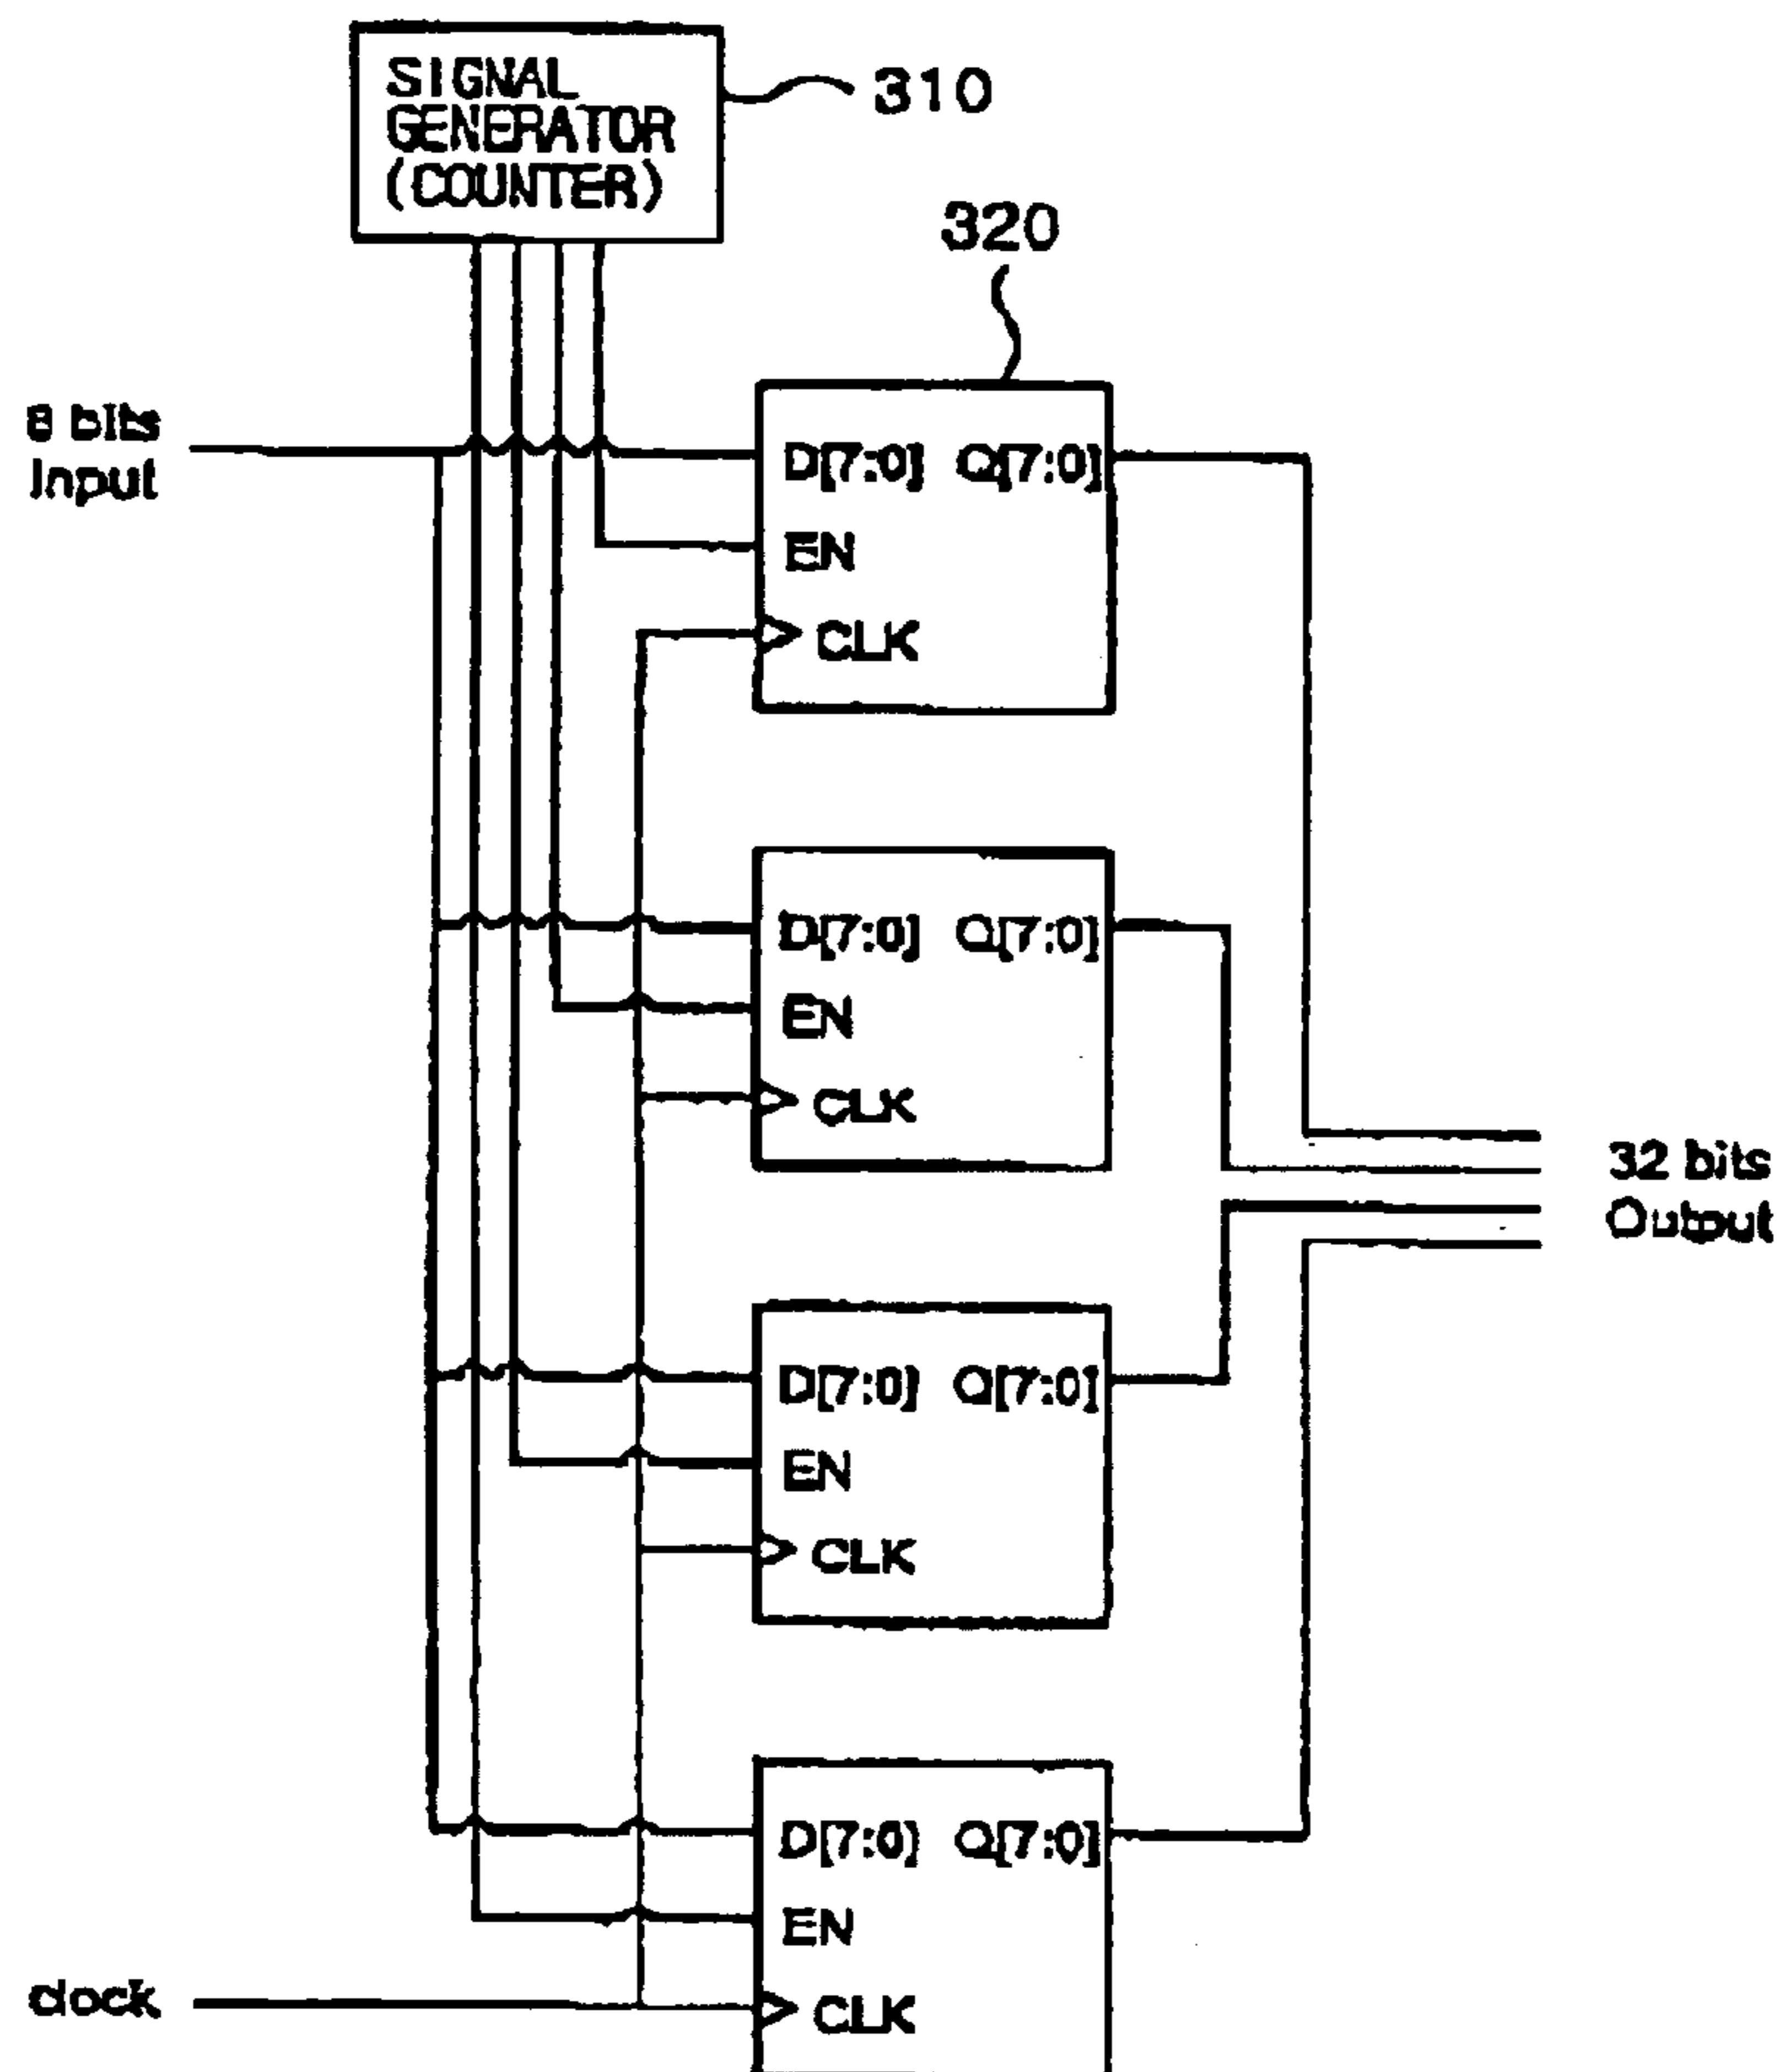 SIGNAL
GENERATOR
(COUNTER)
310
320
8 bits
Input
D[7:0] Q[7:0]
EN
CLK
D[7:0] Q[7:0]
EN
CLK
32 bits
Output
D[7:0] Q[7:0]
EN
CLK
D[7:0] Q[7:0]
EN
clock
CLK